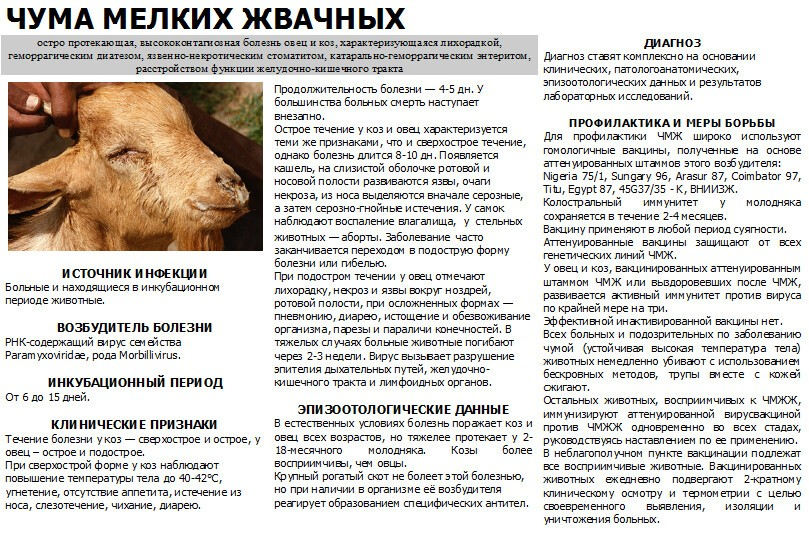 ЧУМА МЕЛКИХ ЖВАЧНЫХ
остро протекающая, высококонтагиозная болезнь овец и коз, характеризующаяся лихорадкой,
геморрагическим диатезом, язвенно-некротическим стоматитом, катарально-геморрагическим энтеритом,
расстройством функции желудочно-кишечного тракта
ИСТОЧНИК ИНФЕКЦИИ
Больные и находящиеся в инкубационном
периоде животные.
ВОЗБУДИТЕЛЬ БОЛЕЗНИ
РНК-содержащий вирус семейства
Paramyxoviridae, рода Morbillivirus.
ИНКУБАЦИОННЫЙ ПЕРИОД
От 6 до 15 дней.
КЛИНИЧЕСКИЕ ПРИЗНАКИ
Течение болезни у коз — сверхострое и острое, у
овец – острое и подострое.
При сверхострой форме у коз наблюдают
повышение температуры тела до 40-42°С,
угнетение, отсутствие аппетита, истечение из
носа, слезотечение, чихание, диарею.
Продолжительность болезни — 4-5 дн. У
большинства больных смерть наступает
внезапно.
Острое течение у коз и овец характеризуется
теми же признаками, что и сверхострое течение,
однако болезнь длится 8-10 дн. Появляется
кашель, на слизистой оболочке ротовой и
носовой полости развиваются язвы, очаги
некроза, из носа выделяются вначале серозные,
а затем серозно-гнойные истечения. У самок
наблюдают воспаление влагалища, у стельных
животных — аборты. Заболевание часто
заканчивается переходом в подострую форму
болезни или гибелью.
При подостром течении у овец отмечают
лихорадку, некроз и язвы вокруг ноздрей,
ротовой полости, при осложненных формах —
пневмонию, диарею, истощение и обезвоживание
организма, парезы и параличи конечностей. В
тяжелых случаях больные животные погибают
через 2-3 недели. Вирус вызывает разрушение
эпителия дыхательных путей, желудочно-
кишечного тракта и лимфоидных органов.
ЭПИЗООТОЛОГИЧЕСКИЕ ДАННЫЕ
В естественных условиях болезнь поражает коз и
овец всех возрастов, но тяжелее протекает у 2-
18-месячного молодняка. Козы более
восприимчивы, чем овцы.
Крупный рогатый скот не болеет этой болезнью,
но при наличии в организме её возбудителя
реагирует образованием специфических антител.
ДИАГНОЗ
Диагноз ставят комплексно на основании
клинических, патологоанатомических,
эпизоотологических данных и результатов
лабораторных исследований.
ПРОФИЛАКТИКА И МЕРЫ БОРЬБЫ
Для профилактики ЧМЖ широко используют
гомологичные вакцины, полученные на основе
аттенуированных штаммов этого возбудителя:
Nigeria 75/1, Sungary 96, Arasur 87, Coimbator 97,
Titu, Egypt 87, 45G37/35 - K, ВНИИЗЖ.
Колостральный иммунитет у молодняка
сохраняется в течение 2-4 месяцев.
Вакцину применяют в любой период суягности.
Аттенуированные вакцины защищают от всех
генетических линий ЧМЖ.
У овец и коз, вакцинированных аттенуированным
штаммом ЧМЖ или выздоровевших после ЧМЖ,
развивается активный иммунитет против вируса
по крайней мере на три.
Эффективной инактивированной вакцины нет.
Всех больных и подозрительных по заболеванию
чумой (устойчивая высокая температура тела)
животных немедленно убивают с использованием
бескровных методов, трупы вместе с кожей
сжигают.
Остальных животных, восприимчивых к ЧМЖЖ,
иммунизируют аттенуированной вирусвакциной
против ЧМЖЖ одновременно во всех стадах,
руководствуясь наставлением по ее применению.
В неблагополучном пункте вакцинации подлежат
все восприимчивые животные. Вакцинированных
животных ежедневно подвергают 2-кратному
клиническому осмотру и термометрии с целью
своевременного выявления, изоляции и
уничтожения больных.